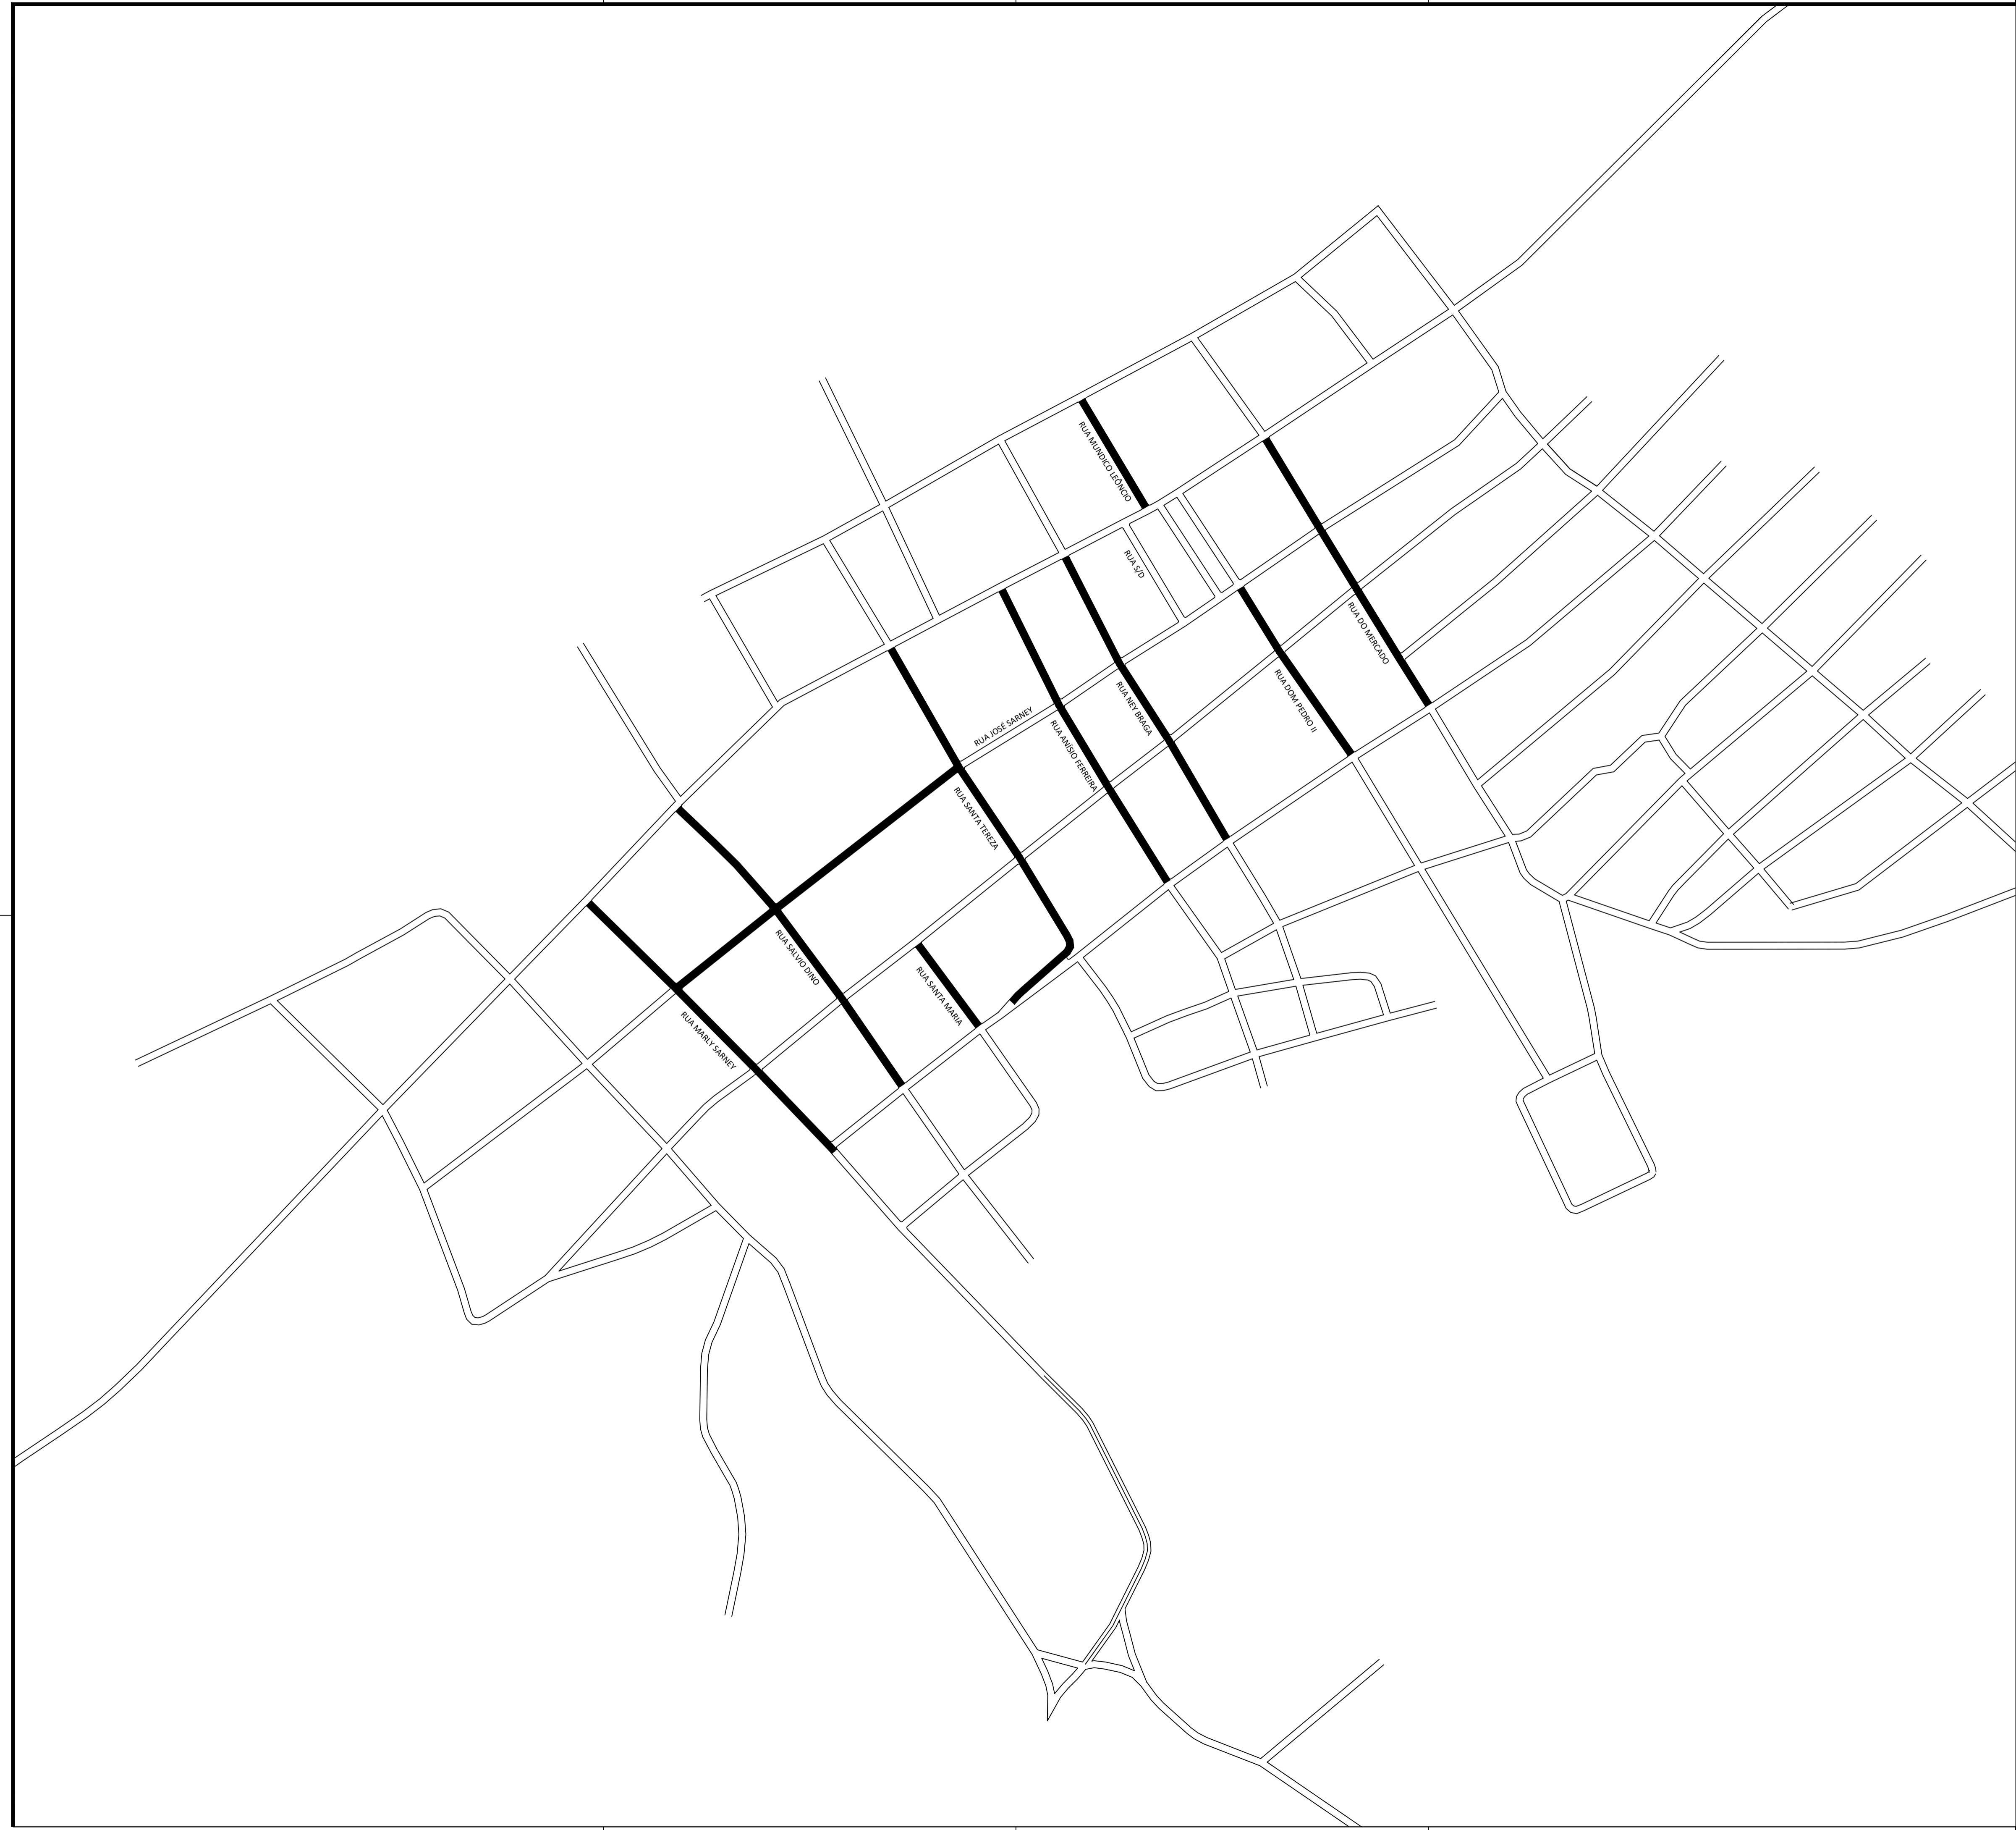 RUA MUNDICO LEÔNCIO
RUA S/D
RUA DO MERCADO
RUA DOM PEDRO II
RUA NEY BRAGA
RUA JOSÉ SARNEY
RUA ANÍSIO FERREIRA
RUA SANTA TEREZA
RUA SALVIO DINO
RUA SANTA MARIA
RUA MARLY SARNEY